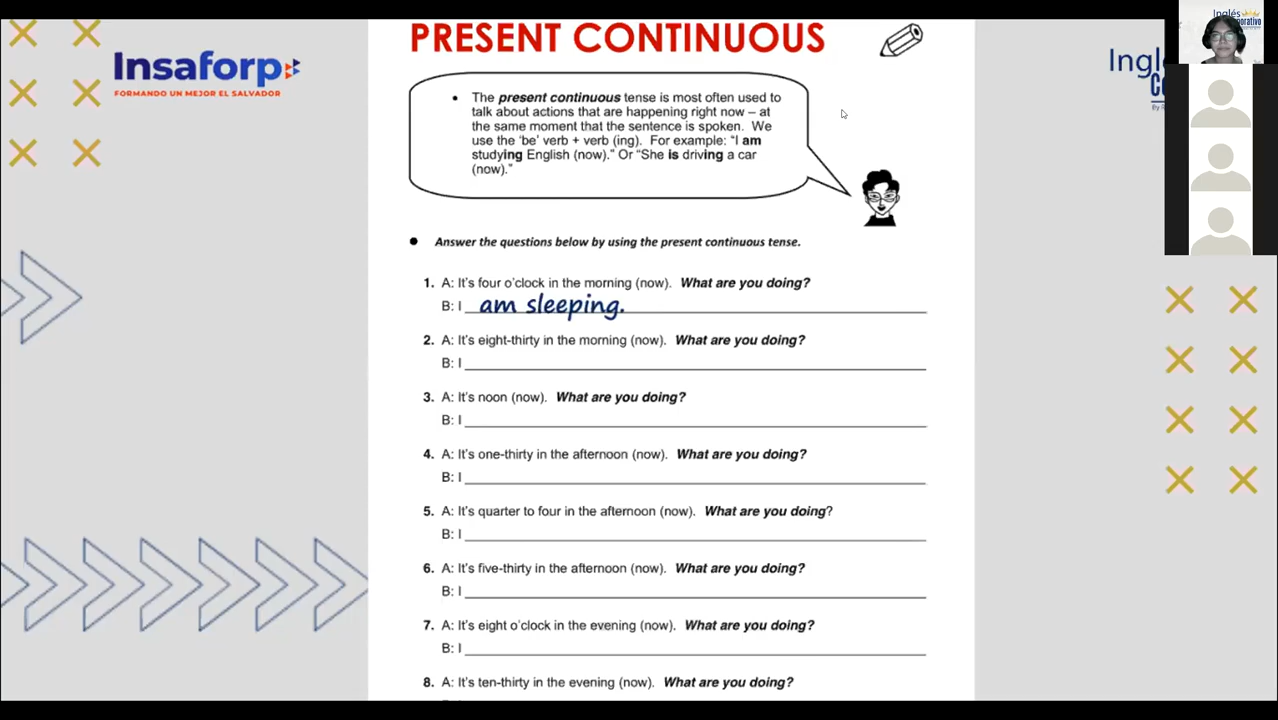 PRESENT CONTINUOUS
Insaforp
FORMANDO UN MEJOR EL SALVADOR
Inglés
• The present continuous tense is most often used to
talk about actions that are happening right now – at
the same moment that the sentence is spoken. We
use the ‘be’ verb + verb (ing). For example: “I am
studying English (now).” Or “She is driving a car
(now).”
● Answer the questions below by using the present continuous tense.
1. A: It’s four o’clock in the morning (now). What are you doing?
B: I am sleeping.
2. A: It’s eight-thirty in the morning (now). What are you doing?
B: I
3. A: It’s noon (now). What are you doing?
B: I
4. A: It’s one-thirty in the afternoon (now). What are you doing?
B: I
5. A: It’s quarter to four in the afternoon (now). What are you doing?
B: I
6. A: It’s five-thirty in the afternoon (now). What are you doing?
B: I
7. A: It’s eight o’clock in the evening (now). What are you doing?
B: I
8. A: It’s ten-thirty in the evening (now). What are you doing?